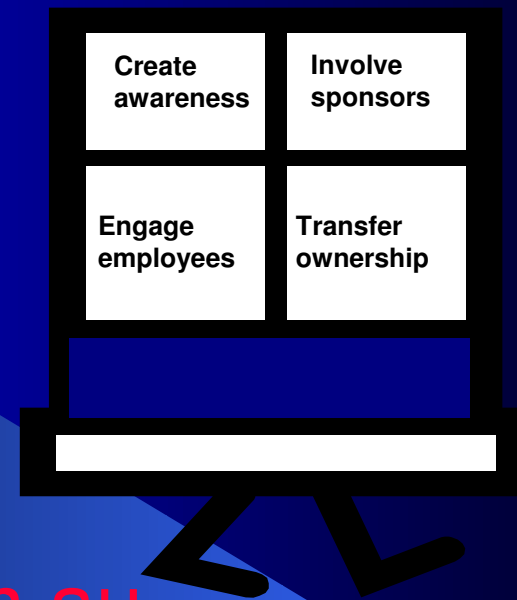 Create
awareness
Involve
sponsors
Engage
employees
Transfer
ownership